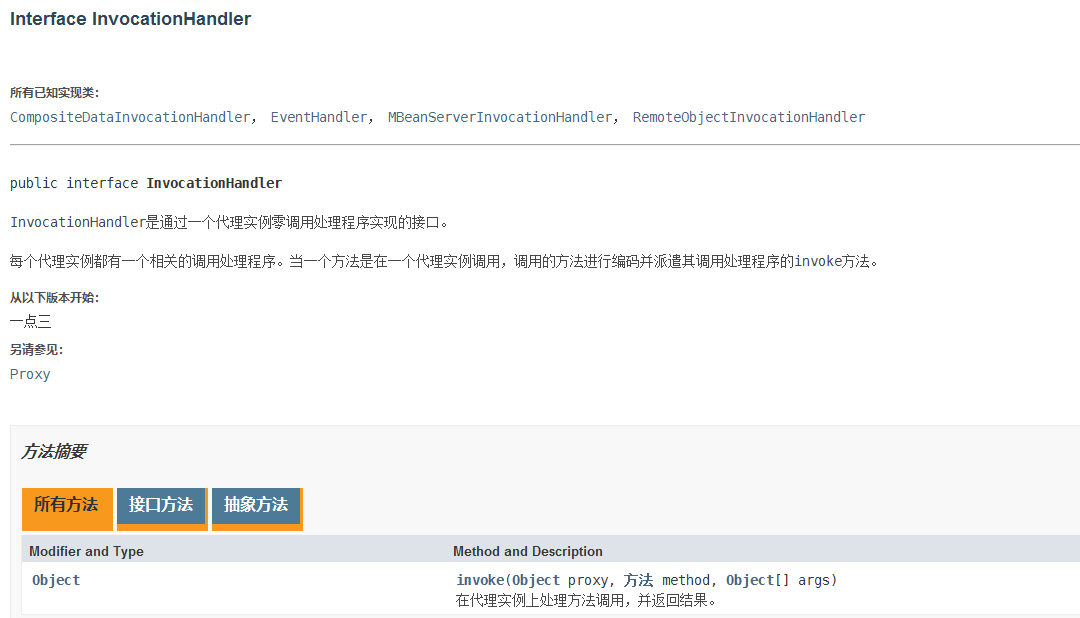 Interface InvocationHandler
所有已知实现类：
CompositeDataInvocationHandler， EventHandler， MBeanServerInvocationHandler， RemoteObjectInvocationHandler
public interface InvocationHandler
InvocationHandler是通过一个代理实例零调用处理程序实现的接口。
每个代理实例都有一个相关的调用处理程序。当一个方法是在一个代理实例调用，调用的方法进行编码并派遣其调用处理程序的invoke方法。
从以下版本开始：
一点三
另请参见：
Proxy
方法摘要
所有方法 接口方法 抽象方法
Modifier and Type Method and Description
Object invoke(Object proxy, 方法 method, Object[] args)
在代理实例上处理方法调用，并返回结果。